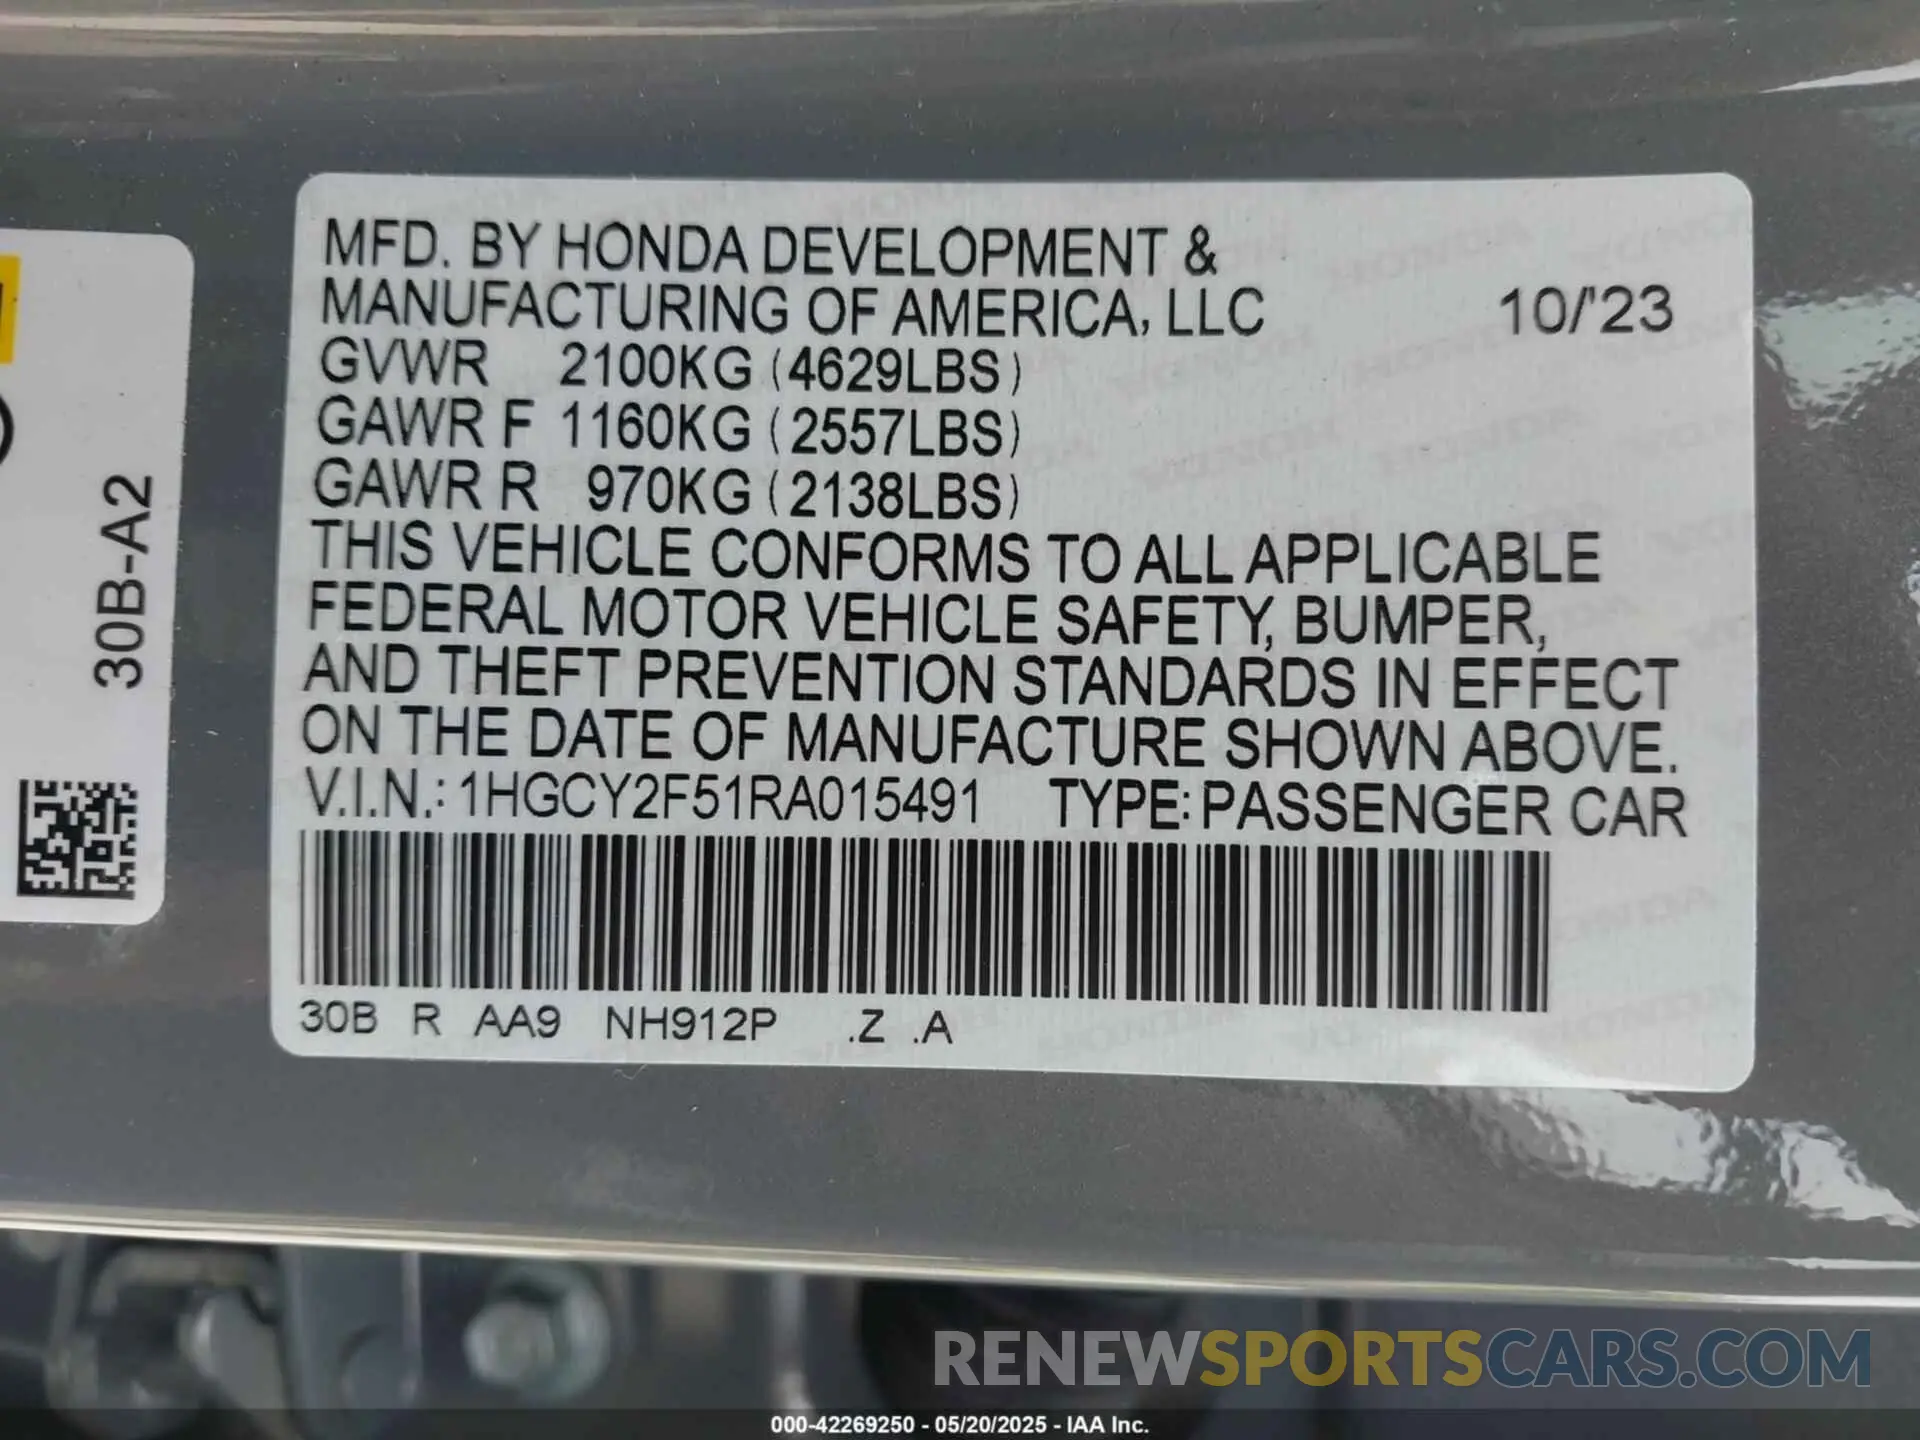 MFD. BY HONDA DEVELOPMENT &
MANUFACTURING OF AMERICA, LLC 10/'23
GVWR 2100KG (4629LBS)
GAWR F 1160KG (2557LBS)
GAWR R 970KG (2138LBS)
THIS VEHICLE CONFORMS TO ALL APPLICABLE
FEDERAL MOTOR VEHICLE SAFETY, BUMPER,
AND THEFT PREVENTION STANDARDS IN EFFECT
ON THE DATE OF MANUFACTURE SHOWN ABOVE.
V.I.N.: 1HGCY2F51RA015491 TYPE: PASSENGER CAR
30B R AA9 NH912P .Z .A
30B-A2
RENEWSPORTSCARS.COM
000-42269250 - 05/20/2025 - IAA Inc.